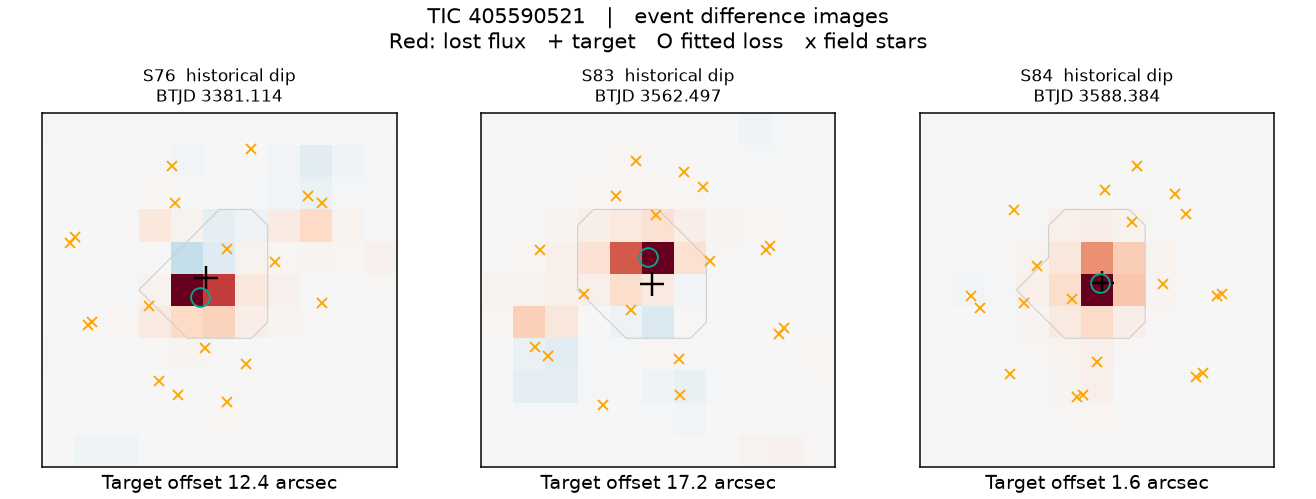 TIC 405590521 | event difference images
Red: lost flux + target O fitted loss x field stars
S76 historical dip
BTJD 3381.114
S83 historical dip
BTJD 3562.497
S84 historical dip
BTJD 3588.384
Target offset 12.4 arcsec
Target offset 17.2 arcsec
Target offset 1.6 arcsec